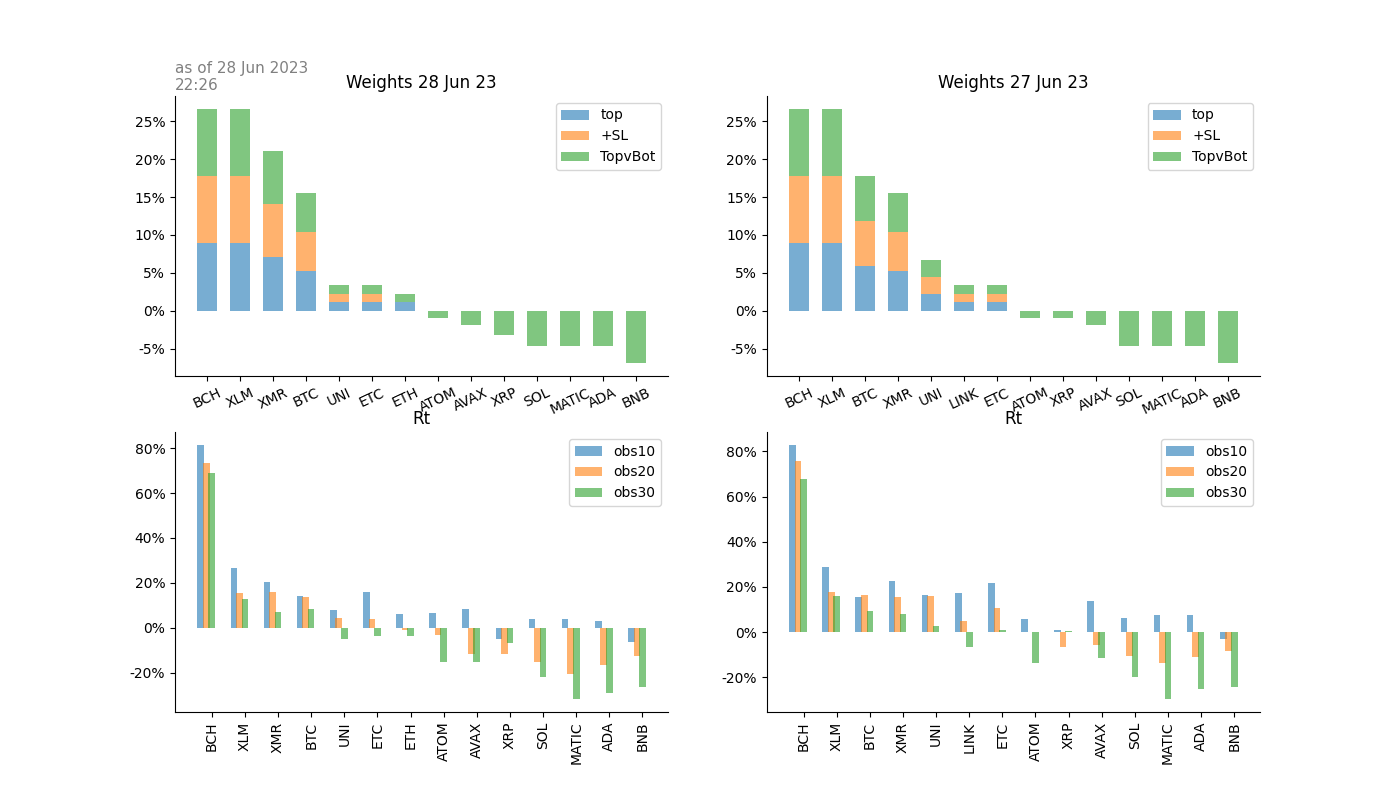 as of 28 Jun 2023
22:26
Weights 28 Jun 23
25%
20%
15%
10%
5%
0%
-5%
top
+SL
TopvBot
BCH XLM XMR BTC UNI ETC ETH ATOM AVAX XRP SOL MATIC ADA BNB
Weights 27 Jun 23
25%
20%
15%
10%
5%
0%
-5%
top
+SL
TopvBot
BCH XLM BTC XMR UNI LINK ETC ATOM XRP AVAX SOL MATIC ADA BNB
Rt
80%
60%
40%
20%
0%
-20%
obs10
obs20
obs30
BCH XLM XMR BTC UNI ETC ETH ATOM AVAX XRP SOL MATIC ADA BNB
Rt
80%
60%
40%
20%
0%
-20%
obs10
obs20
obs30
BCH XLM BTC XMR UNI LINK ETC ATOM XRP AVAX SOL MATIC ADA BNB